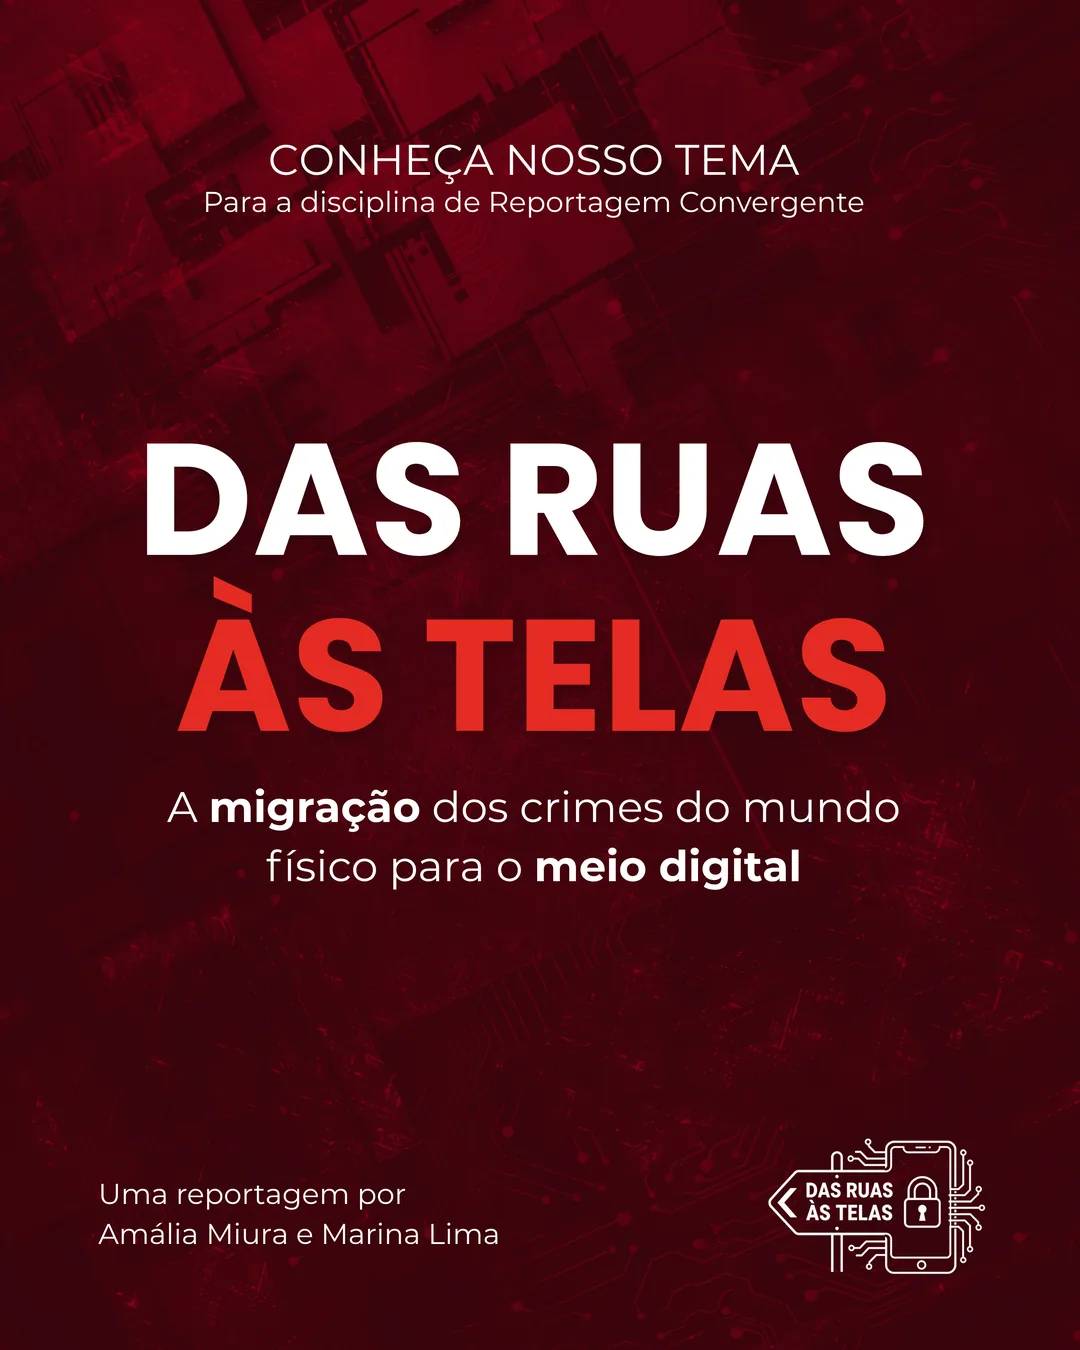 CONHEÇA NOSSO TEMA
Para a disciplina de Reportagem Convergente
DAS RUAS
ÀS TELAS
A migração dos crimes do mundo
físico para o meio digital
Uma reportagem por
Amália Miura e Marina Lima
DAS RUAS
ÀS TELAS